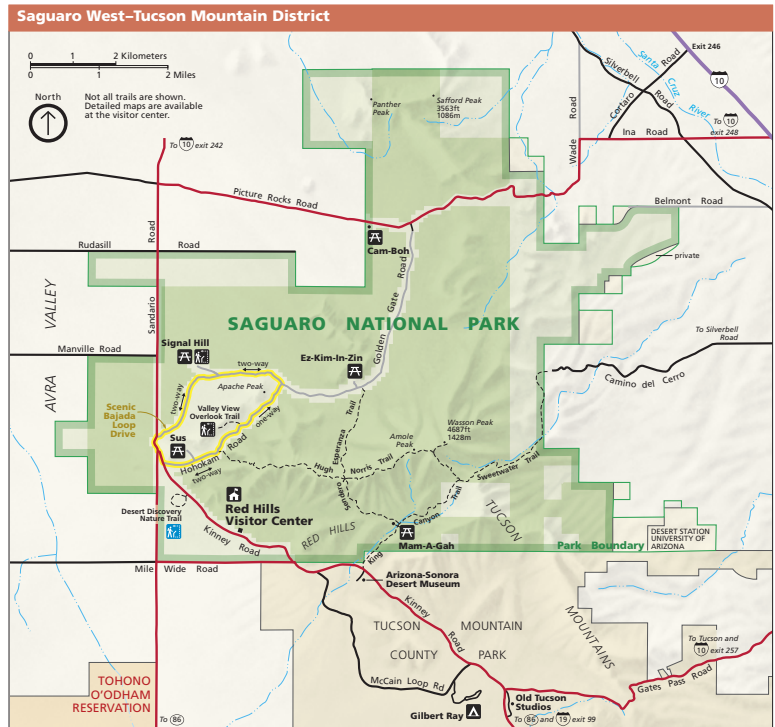 Saguaro West–Tucson Mountain District
0 1 2 Kilometers
0 1 2 Miles
North
Not all trails are shown.
Detailed maps are available
at the visitor center.
To 10 exit 242
Panther
Peak
Safford Peak
3563ft
1086m
Exit 246
10
Silverbell
Road
Santa
Cruz
River
Cortaro
Road
To 10
exit 248
Ina Road
Wade Road
Picture Rocks Road
Belmont Road
private
Cam-Boh
Rudasill Road
Sandario Road
Golden Gate Road
AVRA VALLEY
SAGUARO NATIONAL PARK
Signal Hill
Manville Road
Ez-Kim-In-Zin
To Silverbell
Road
Camino del Cerro
two-way
two-way
Apache Peak
one-way
Scenic
Bajada
Loop
Drive
Valley View
Overlook Trail
Sus
Hohokam Road
two-way
Esperanza Trail
Wasson Peak
4687ft
1428m
Amole
Peak
Hugh Norris Trail
Sendero
Sweetwater Trail
Red Hills
Visitor Center
Desert Discovery
Nature Trail
RED HILLS
King Canyon Trail
Mam-A-Gah
TUCSON MOUNTAINS
Park Boundary
DESERT STATION
UNIVERSITY OF
ARIZONA
Kinney Road
Mile Wide Road
Arizona-Sonora
Desert Museum
Kinney Road
TUCSON MOUNTAIN
COUNTY PARK
To Tucson and
10 exit 257
McCain Loop Rd
Gates Pass Road
TOHONO
O'ODHAM
RESERVATION
Old Tucson
Studios
Gilbert Ray
To 86
To 86 and 19 exit 99